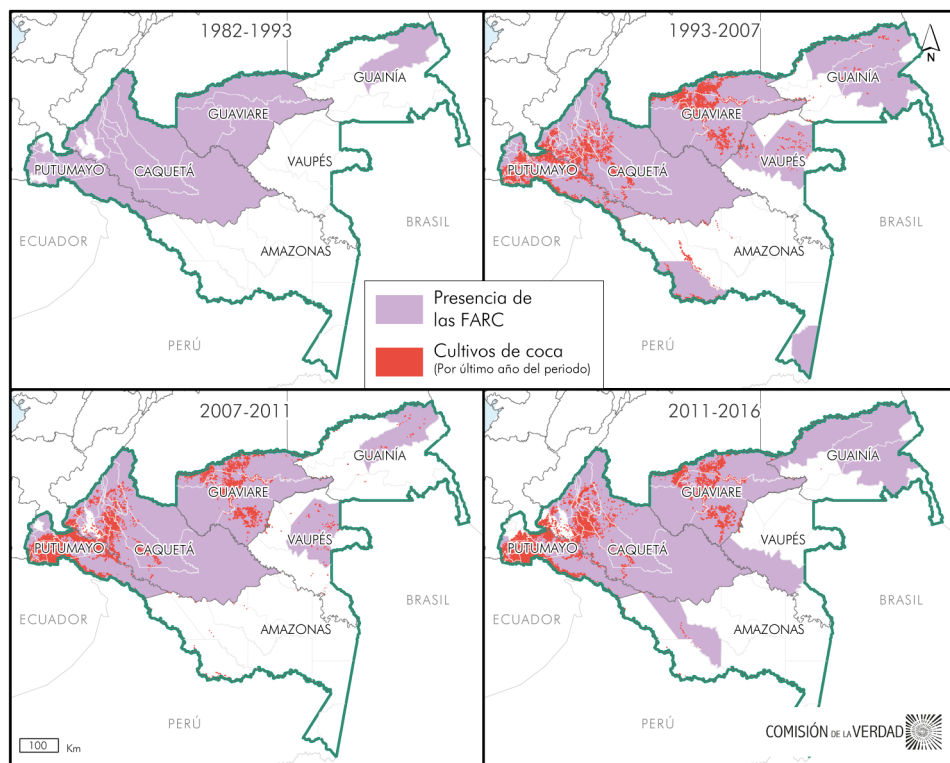 1982-1993
GUAINÍA
GUAVIARE
VAUPÉS
PUTUMAYO
CAQUETÁ
BRASIL
ECUADOR
AMAZONAS
PERÚ
1993-2007
N
GUAINÍA
GUAVIARE
VAUPÉS
PUTUMAYO
CAQUETÁ
BRASIL
ECUADOR
AMAZONAS
PERÚ
Presencia de
las FARC
Cultivos de coca
(Por último año del periodo)
2007-2011
GUAINÍA
GUAVIARE
VAUPÉS
PUTUMAYO
CAQUETÁ
BRASIL
ECUADOR
AMAZONAS
PERÚ
100 Km
2011-2016
GUAINÍA
GUAVIARE
VAUPÉS
PUTUMAYO
CAQUETÁ
BRASIL
ECUADOR
AMAZONAS
PERÚ
COMISIÓN DE LA VERDAD